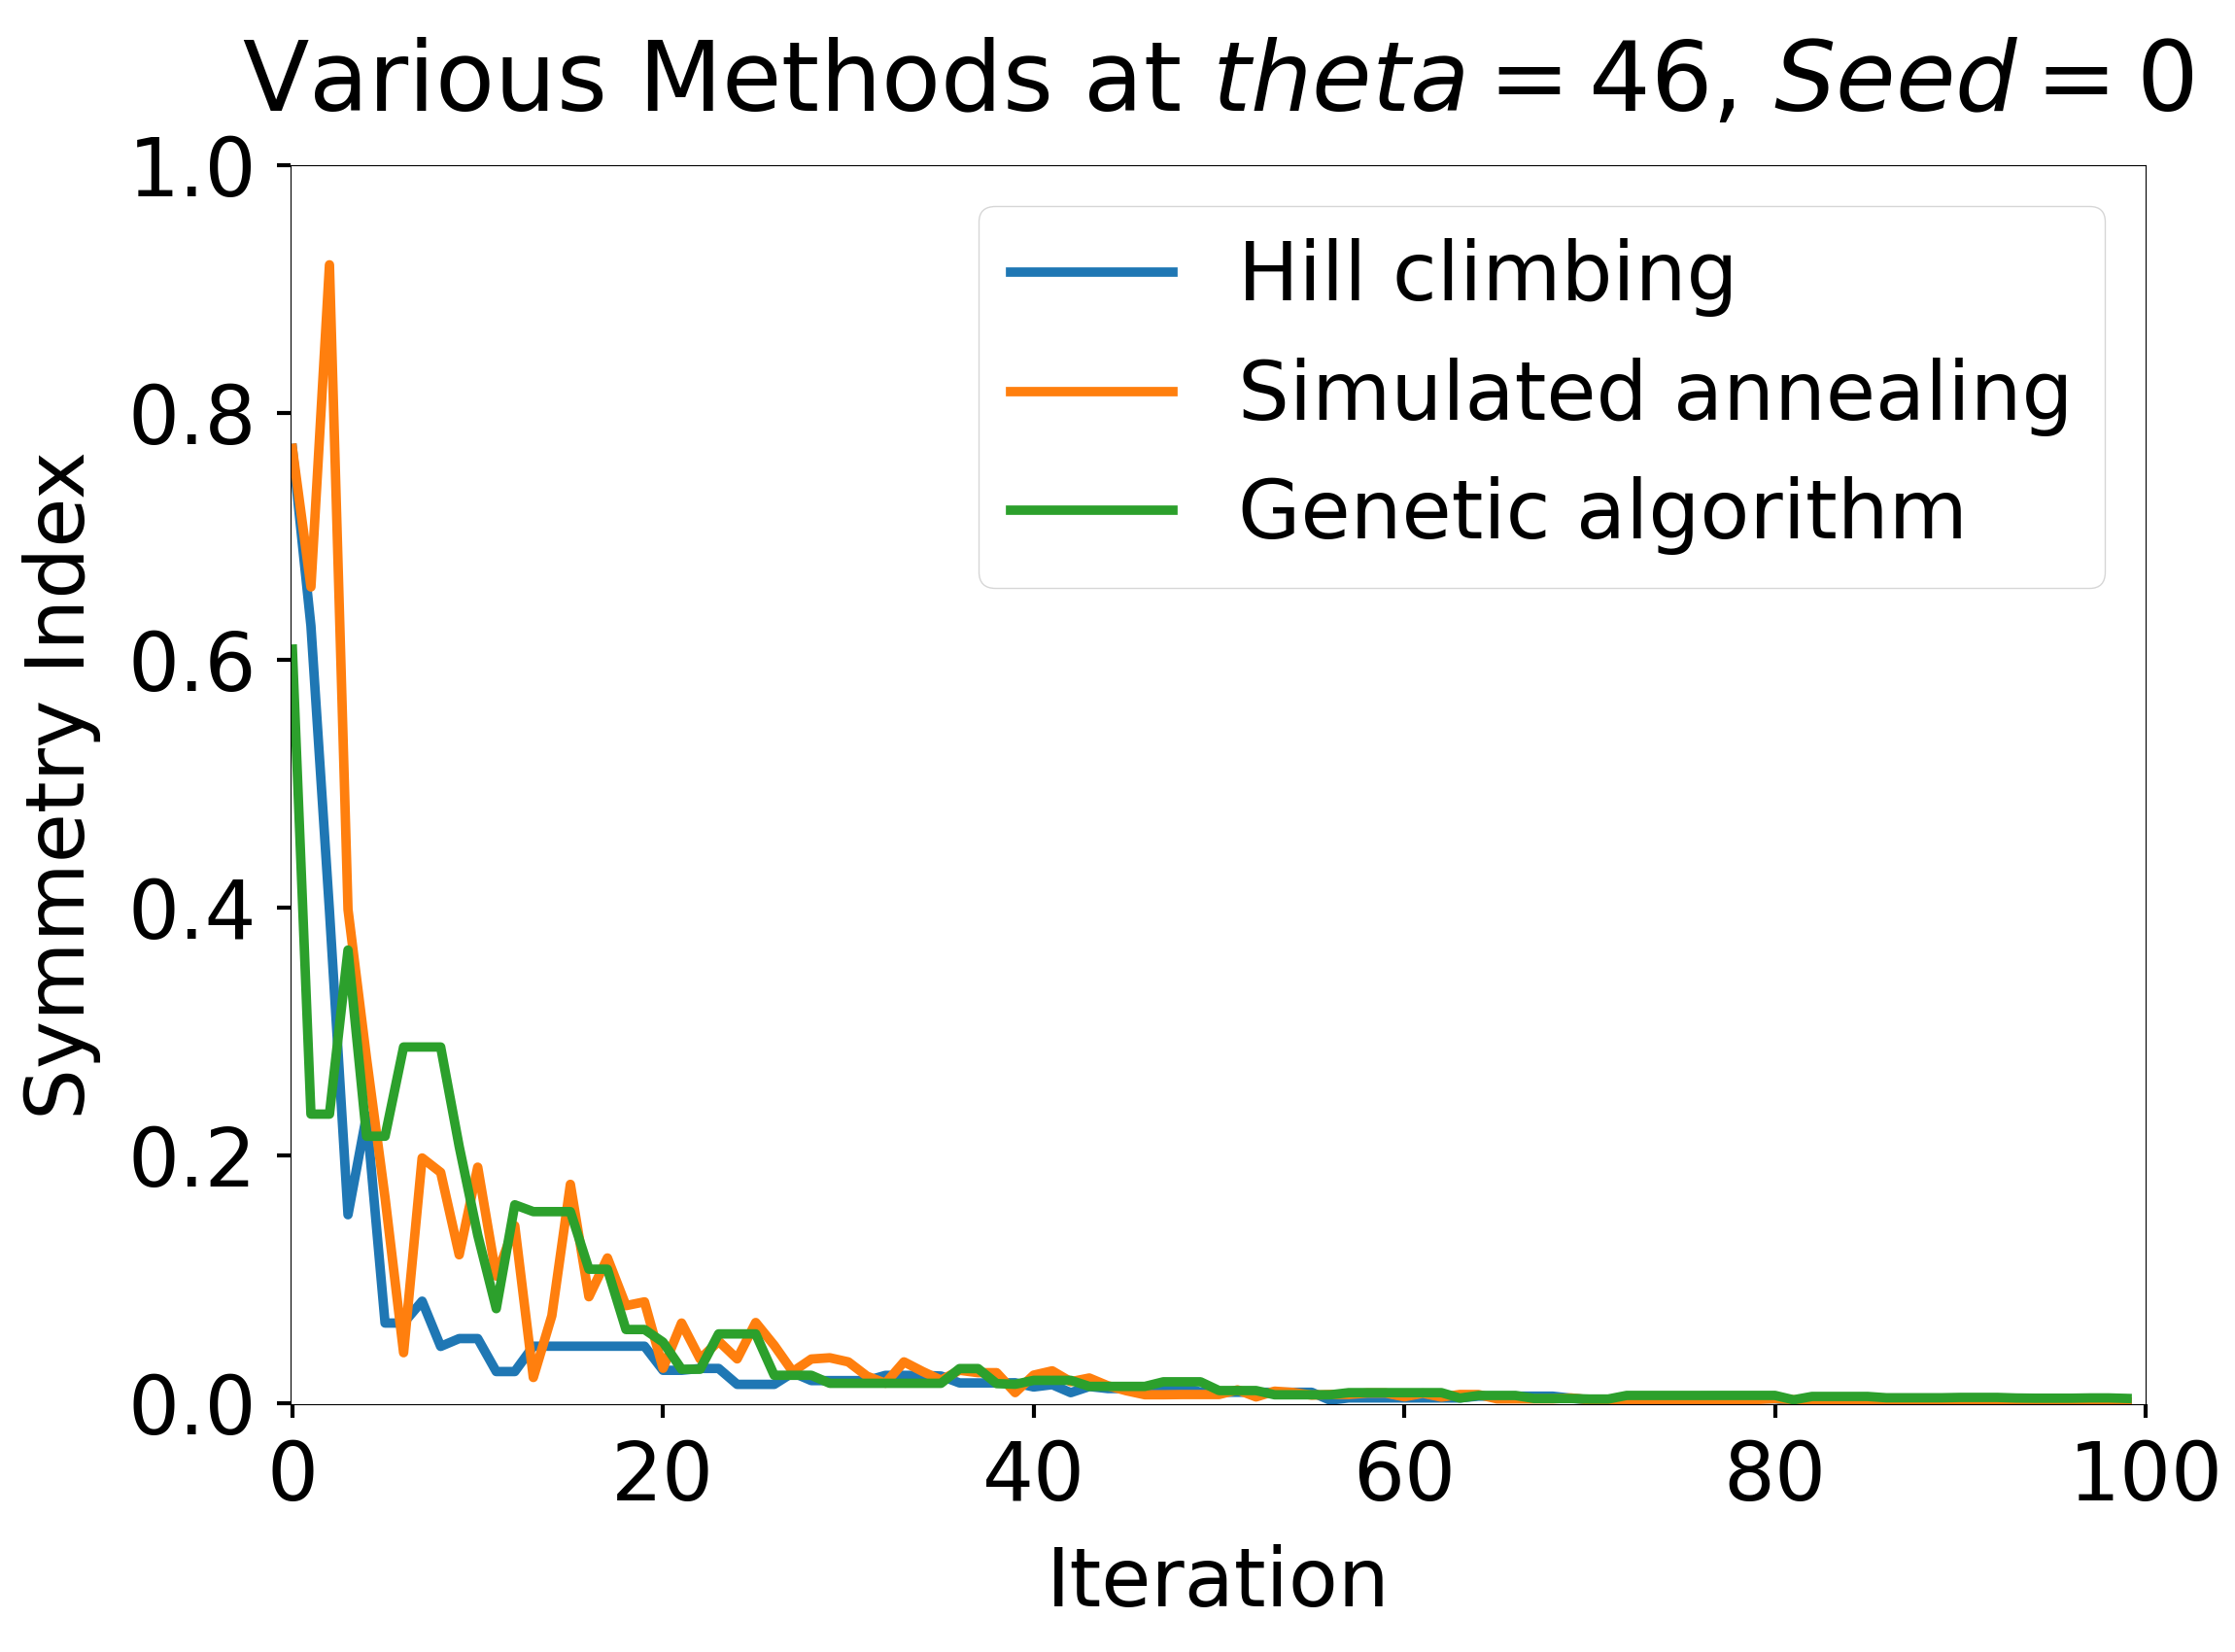 Various Methods at theta = 46, Seed = 0
1.0
0.8
0.6
0.4
0.2
0.0
Symmetry Index
Hill climbing
Simulated annealing
Genetic algorithm
0 20 40 60 80 100
Iteration